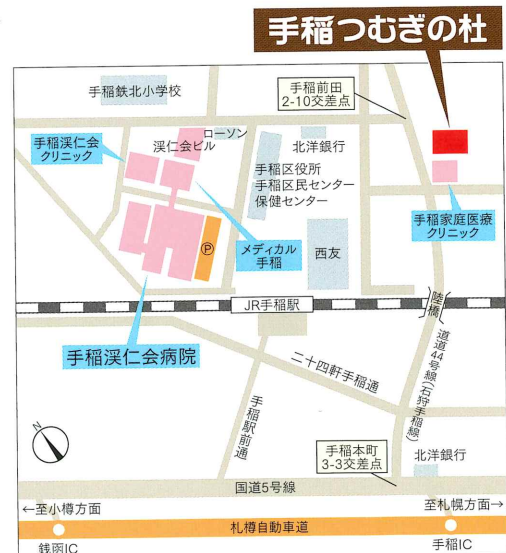 手稲つむぎの杜
手稲鉄北小学校
手稲前田
2-10交差点
ローソン
手稲渓仁会
クリニック
渓仁会ビル
北洋銀行
手稲区役所
手稲区民センター
保健センター
手稲家庭医療
クリニック
メディカル
手稲
西友
P
JR手稲駅
陸橋
手稲渓仁会病院
二十四軒手稲通
道道44号線(石狩手稲線)
手稲駅前通
N
手稲本町
3-3交差点
北洋銀行
国道5号線
←至小樽方面
至札幌方面→
札樽自動車道
銭函IC
手稲IC